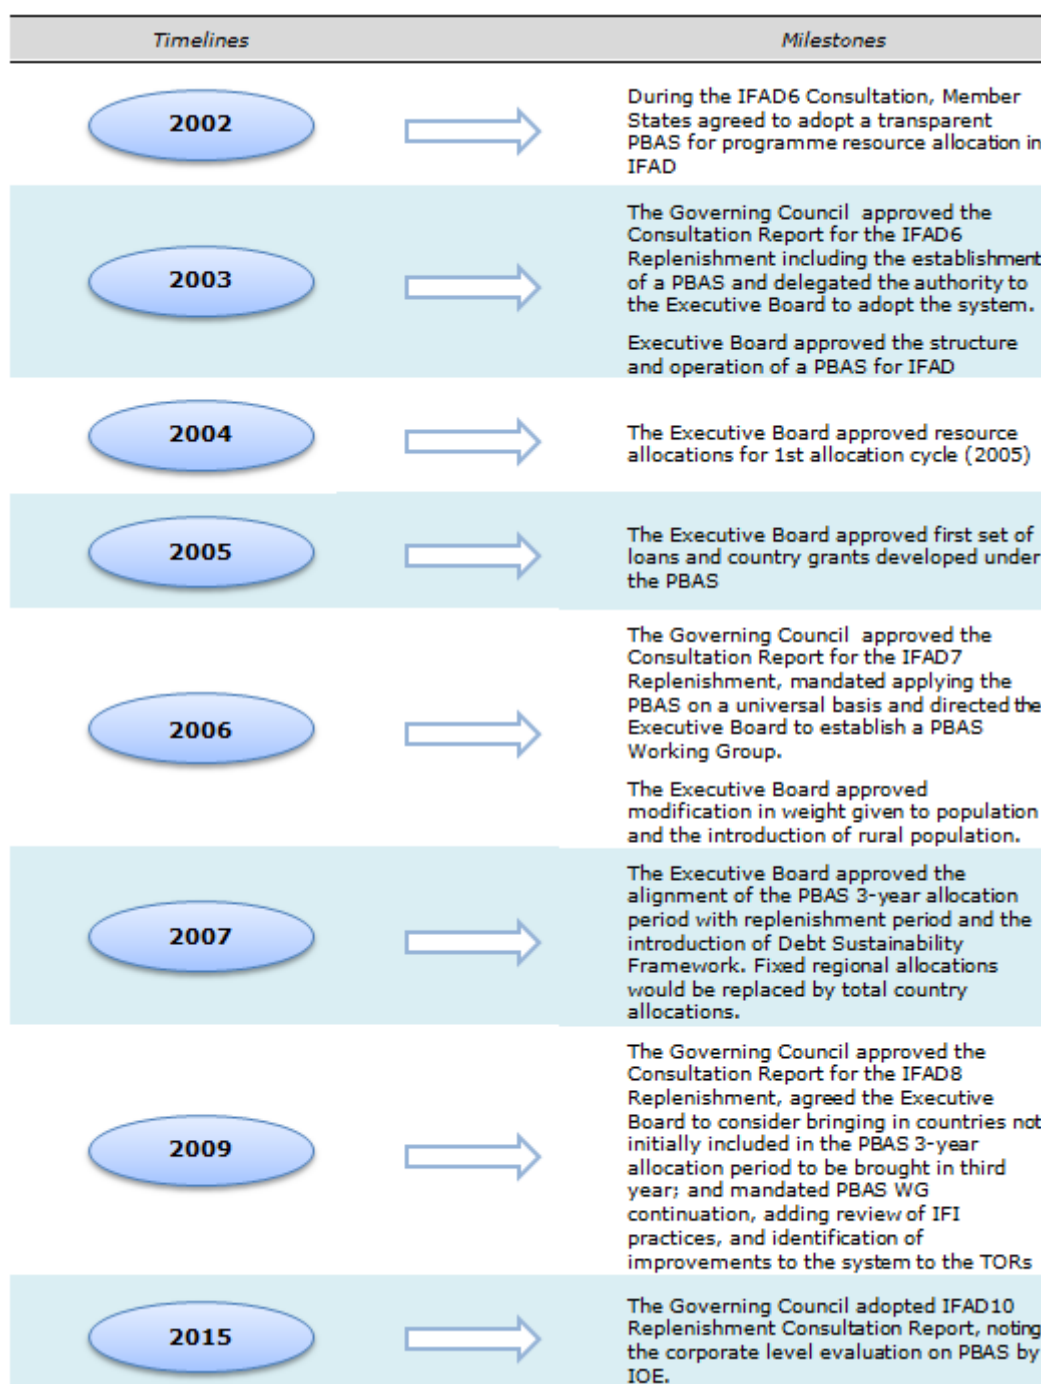 Timelines
Milestones
2002
During the IFAD6 Consultation, Member
States agreed to adopt a transparent
PBAS for programme resource allocation in
IFAD
2003
The Governing Council approved the
Consultation Report for the IFAD6
Replenishment including the establishment
of a PBAS and delegated the authority to
the Executive Board to adopt the system.
Executive Board approved the structure
and operation of a PBAS for IFAD
2004
The Executive Board approved resource
allocations for 1st allocation cycle (2005)
2005
The Executive Board approved first set of
loans and country grants developed under
the PBAS
2006
The Governing Council approved the
Consultation Report for the IFAD7
Replenishment, mandated applying the
PBAS on a universal basis and directed the
Executive Board to establish a PBAS
Working Group.
The Executive Board approved
modification in weight given to population
and the introduction of rural population.
2007
The Executive Board approved the
alignment of the PBAS 3-year allocation
period with replenishment period and the
introduction of Debt Sustainability
Framework. Fixed regional allocations
would be replaced by total country
allocations.
2009
The Governing Council approved the
Consultation Report for the IFAD8
Replenishment, agreed the Executive
Board to consider bringing in countries not
initially included in the PBAS 3-year
allocation period to be brought in third
year; and mandated PBAS WG
continuation, adding review of IFI
practices, and identification of
improvements to the system to the TORs
2015
The Governing Council adopted IFAD10
Replenishment Consultation Report, noting
the corporate level evaluation on PBAS by
IOE.